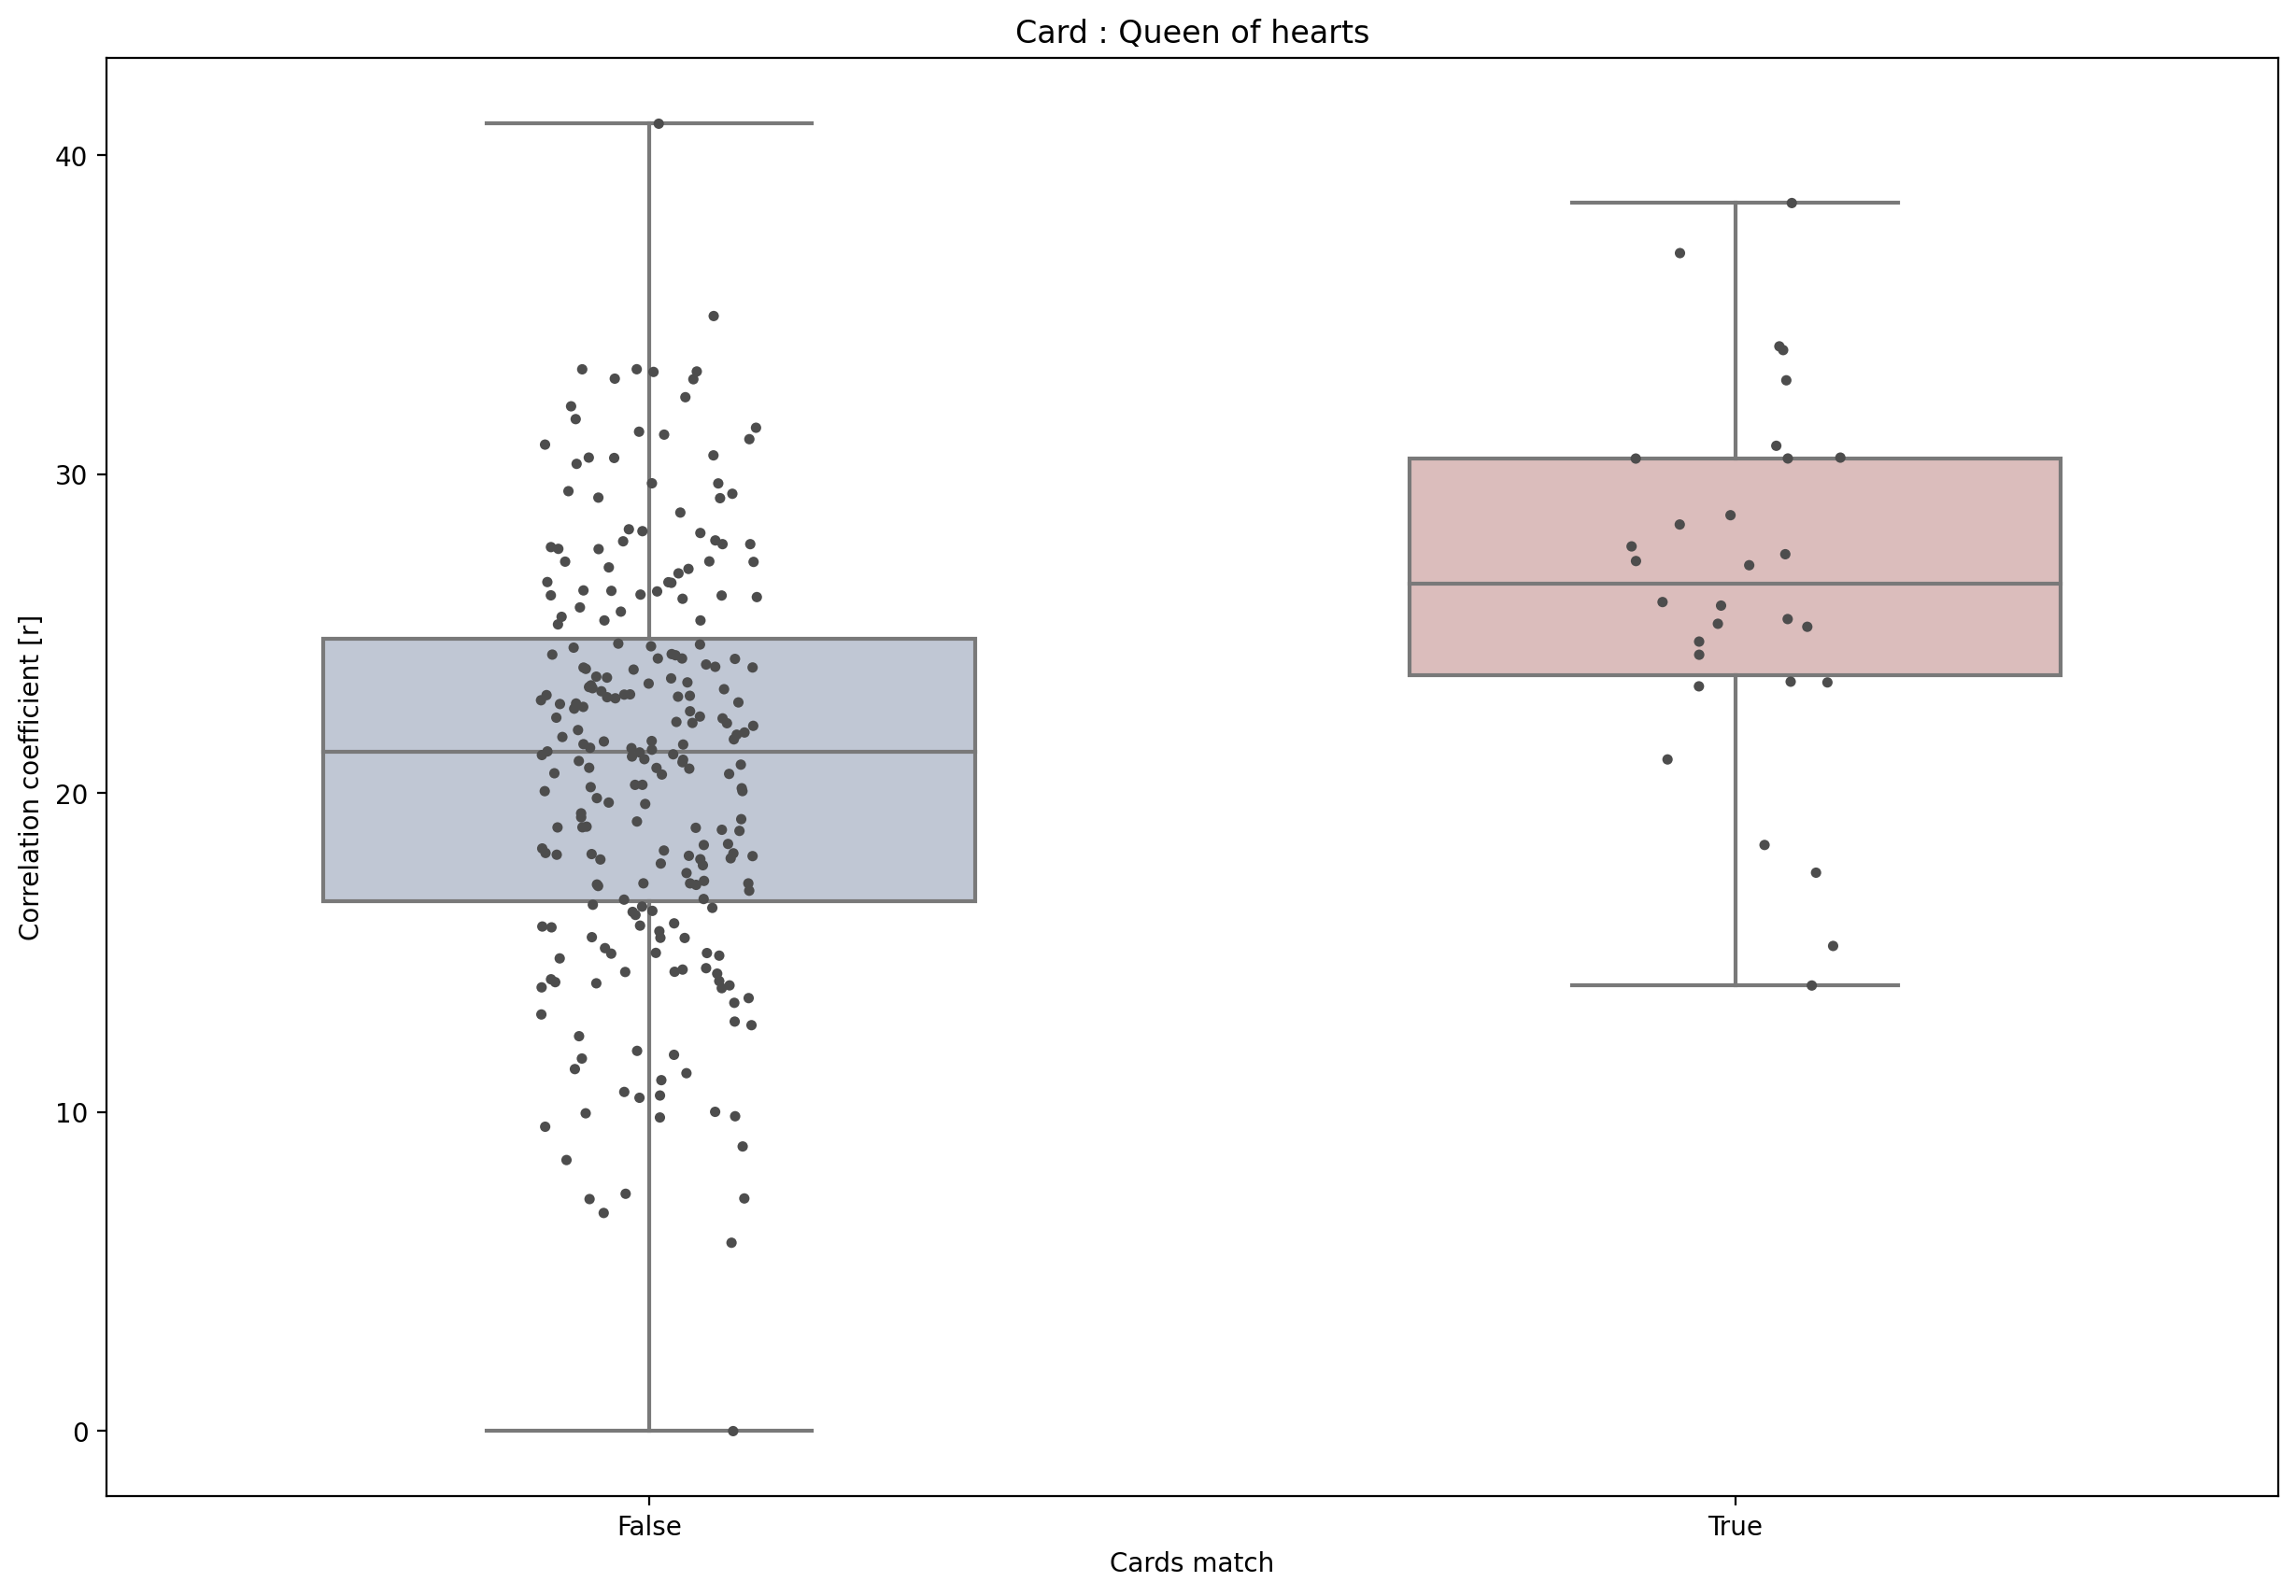 Card : Queen of hearts
Correlation coefficient [r]
40
30
20
10
0
False
True
Cards match